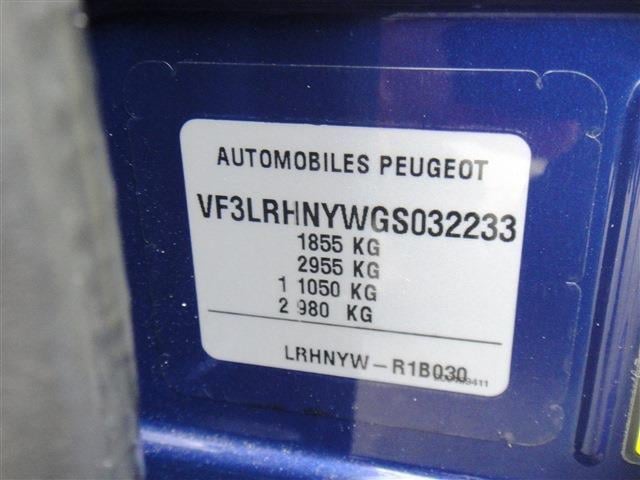 AUTOMOBILES PEUGEOT
VF3LRHNYWGS032233
1855 KG
2955 KG
1 1050 KG
2 980 KG
LRHNYW-R1B030